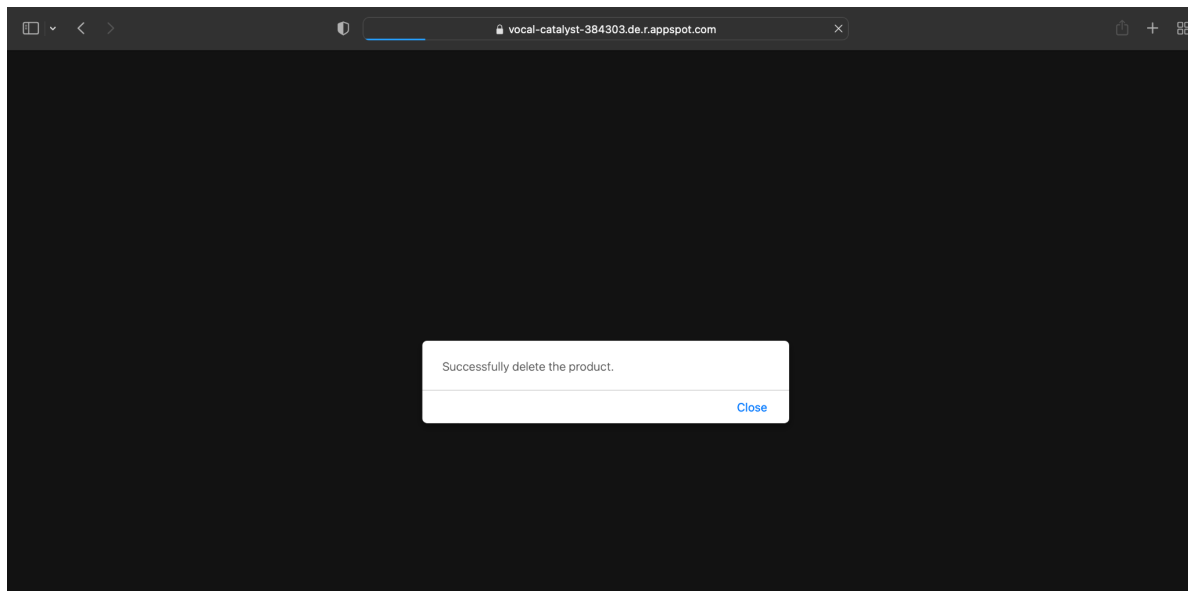 vocal-catalyst-384303.de.r.appspot.com
Successfully delete the product.
Close